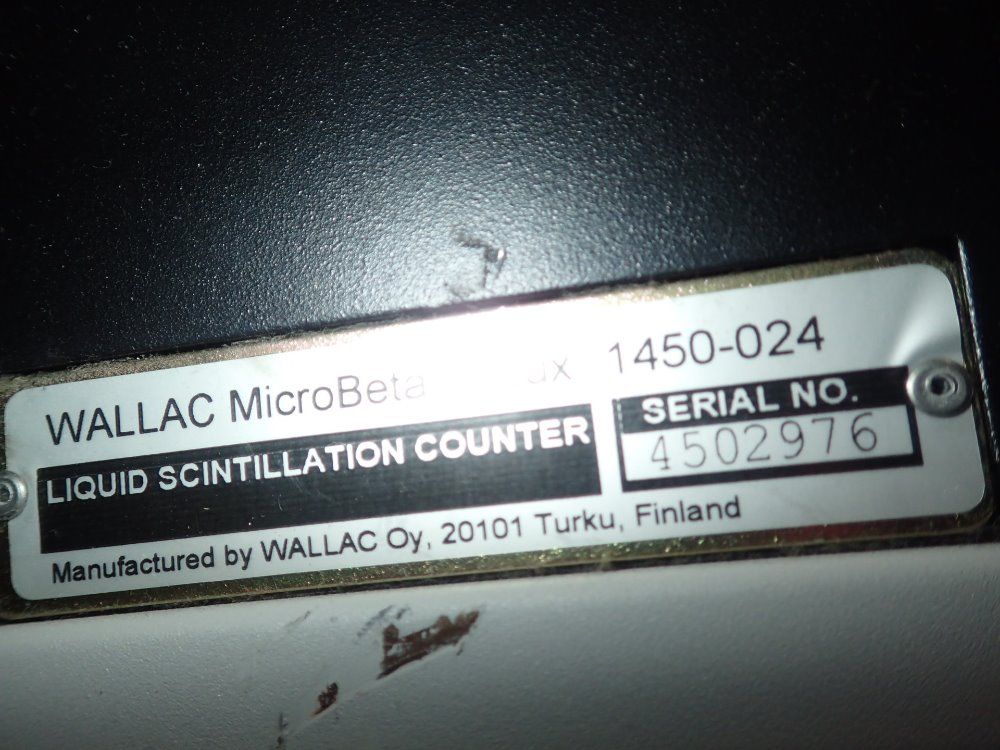 WALLAC MicroBeta 1450-024
LIQUID SCINTILLATION COUNTER
SERIAL NO.
4502976
Manufactured by WALLAC Oy, 20101 Turku, Finland